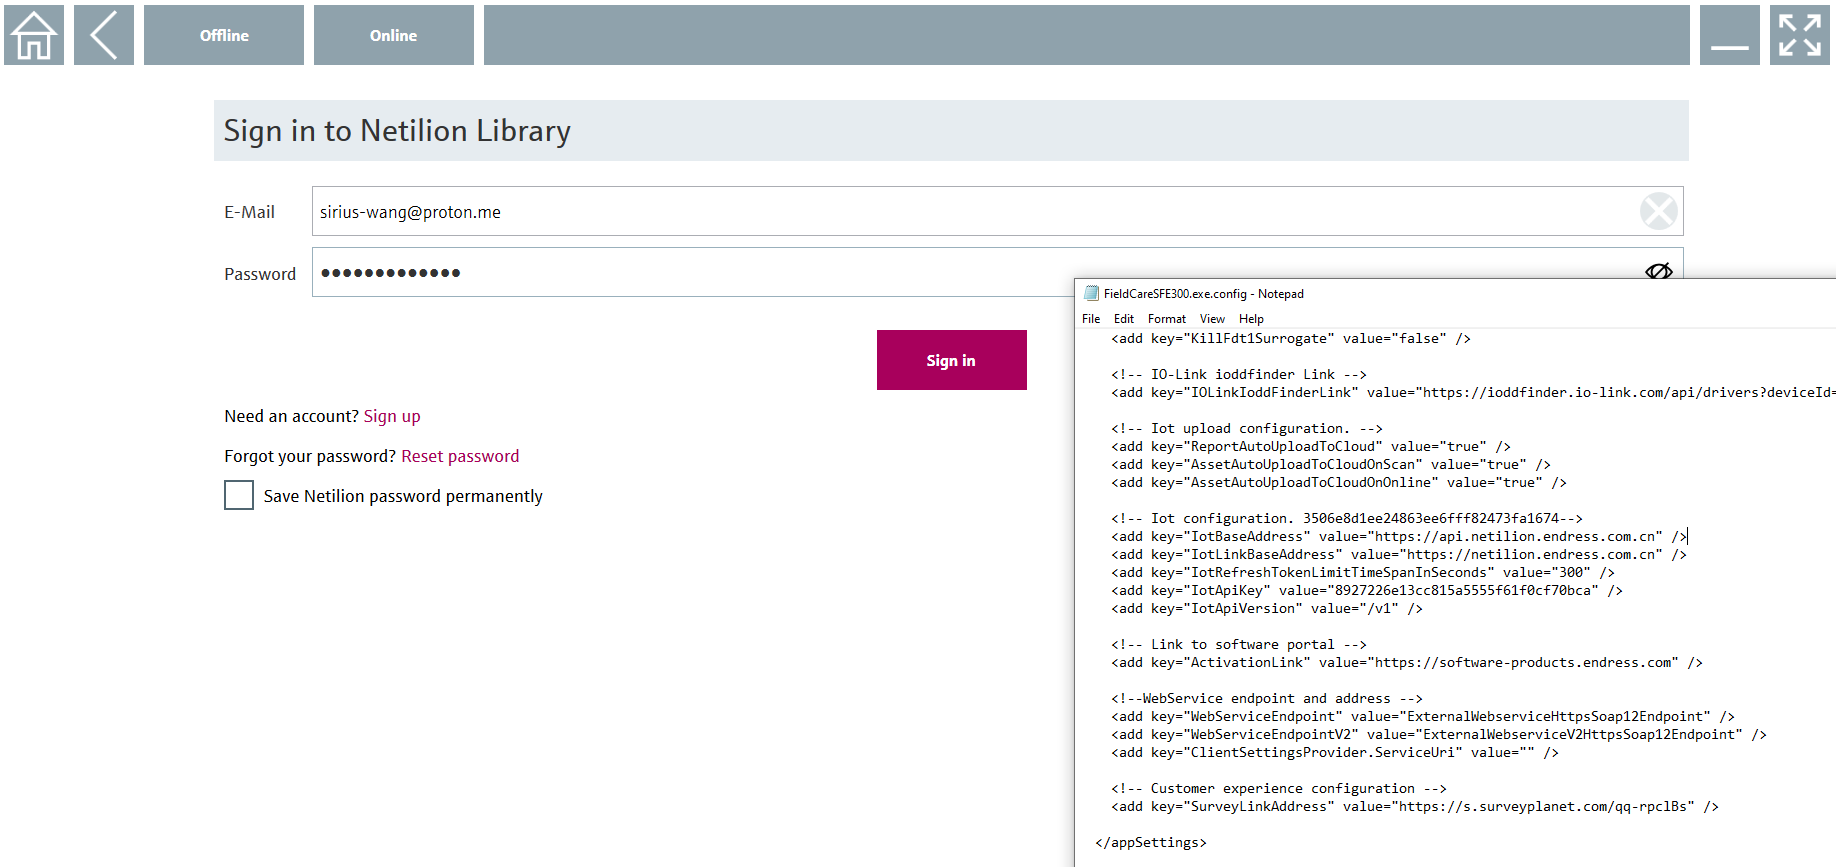 Offline
Online
Sign in to Netilion Library
E-Mail
sirius-wang@proton.me
Password
Sign in
Need an account? Sign up
Forgot your password? Reset password
Save Netilion password permanently
FieldCareSFE300.exe.config - Notepad
File Edit Format View Help
<add key="KillFdt1Surrogate" value="false" />
<!-- IO-Link ioddfinder Link -->
<add key="IOLinkIoddFinderLink" value="https://ioddfinder.io-link.com/api/drivers?deviceId=
<!-- Iot upload configuration. -->
<add key="ReportAutoUploadToCloud" value="true" />
<add key="AssetAutoUploadToCloudOnScan" value="true" />
<add key="AssetAutoUploadToCloudOnOnline" value="true" />
<!-- Iot configuration. 3506e8d1ee24863ee6fff82473fa1674-->
<add key="IotBaseAddress" value="https://api.netilion.endress.com.cn" />
<add key="IotLinkBaseAddress" value="https://netilion.endress.com.cn" />
<add key="IotRefreshTokenLimitTimeSpanInSeconds" value="300" />
<add key="IotApiKey" value="8927226e13cc815a5555f61f0cf70bca" />
<add key="IotApiVersion" value="/v1" />
<!-- Link to software portal -->
<add key="ActivationLink" value="https://software-products.endress.com" />
<!--WebService endpoint and address -->
<add key="WebServiceEndpoint" value="ExternalWebserviceHttpsSoap12Endpoint" />
<add key="WebServiceEndpointV2" value="ExternalWebserviceV2HttpsSoap12Endpoint" />
<add key="ClientSettingsProvider.ServiceUri" value="" />
<!-- Customer experience configuration -->
<add key="SurveyLinkAddress" value="https://s.surveyplanet.com/qq-rpclBs" />
</appSettings>